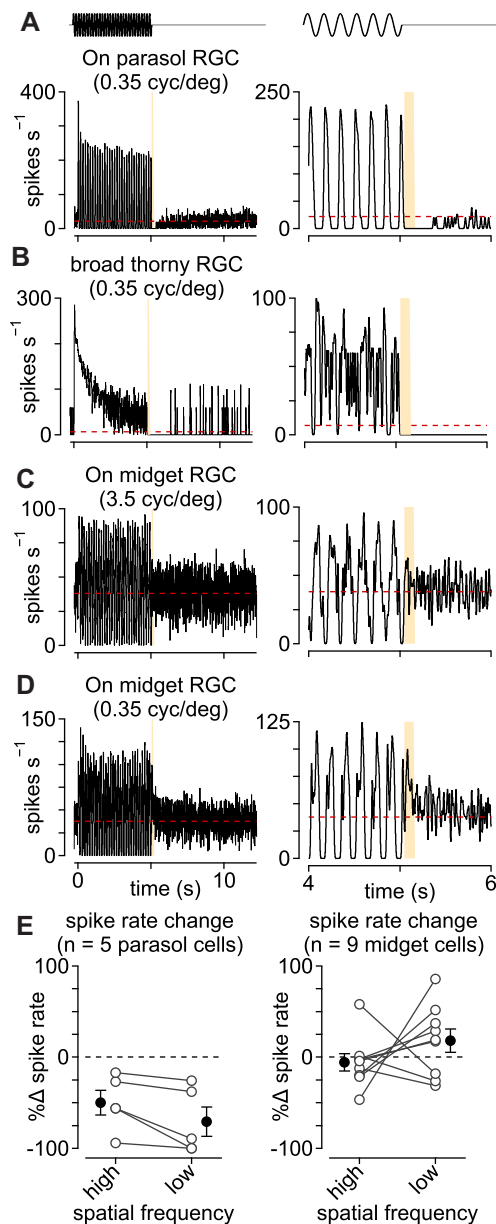 A
On parasol RGC
(0.35 cyc/deg)
400
0
spikes s⁻¹
250
0
B
broad thorny RGC
(0.35 cyc/deg)
300
0
spikes s⁻¹
100
0
C
On midget RGC
(3.5 cyc/deg)
100
0
spikes s⁻¹
100
0
D
On midget RGC
(0.35 cyc/deg)
150
0
spikes s⁻¹
0 10
time (s)
125
0
4 6
time (s)
E
spike rate change
(n = 5 parasol cells)
100
0
-100
%Δ spike rate
high low
spatial frequency
spike rate change
(n = 9 midget cells)
100
0
-100
%Δ spike rate
high low
spatial frequency